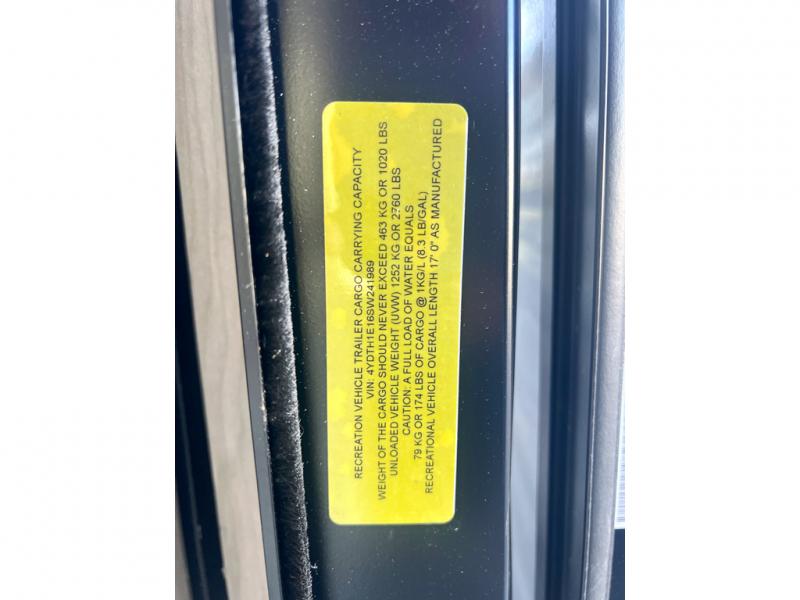 RECREATION VEHICLE TRAILER CARGO CARRYING CAPACITY
VIN: 4YDTH1E16SW241989
WEIGHT OF THE CARGO SHOULD NEVER EXCEED 463 KG OR 1020 LBS
UNLOADED VEHICLE WEIGHT (UVW) 1252 KG OR 2760 LBS
CAUTION: A FULL LOAD OF WATER EQUALS
79 KG OR 174 LBS OF CARGO @ 1KG/L (8.3 LB/GAL)
RECREATIONAL VEHICLE OVERALL LENGTH 17' 0" AS MANUFACTURED